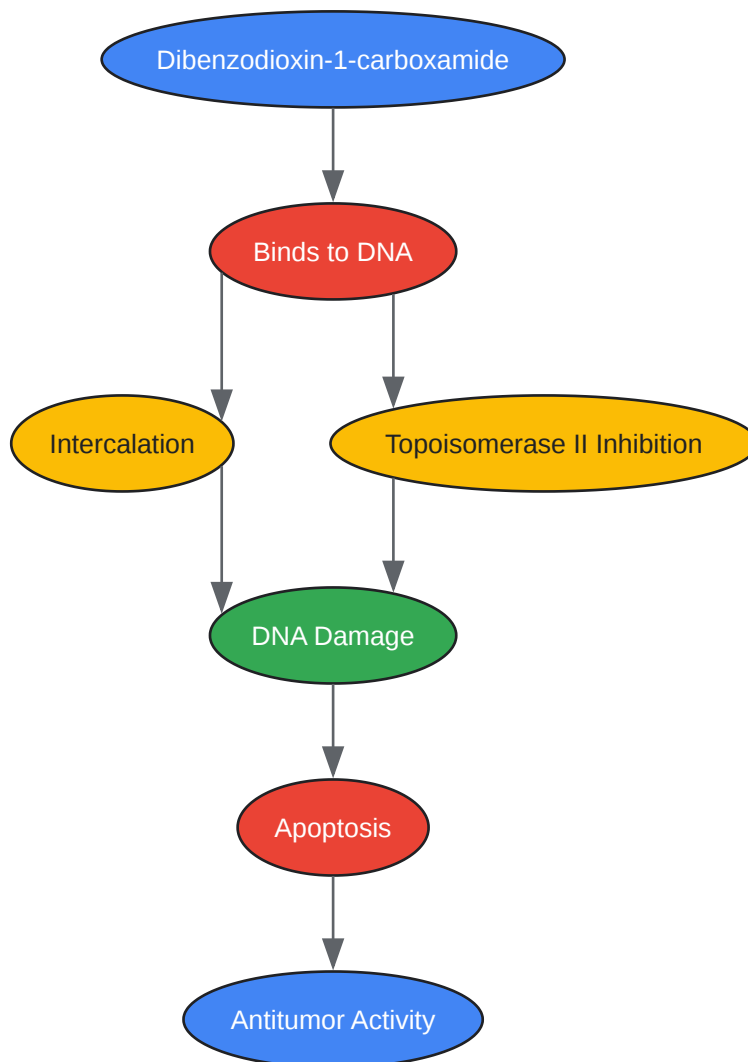 Dibenzodioxin-1-carboxamide
Binds to DNA
Intercalation
Topoisomerase II Inhibition
DNA Damage
Apoptosis
Antitumor Activity